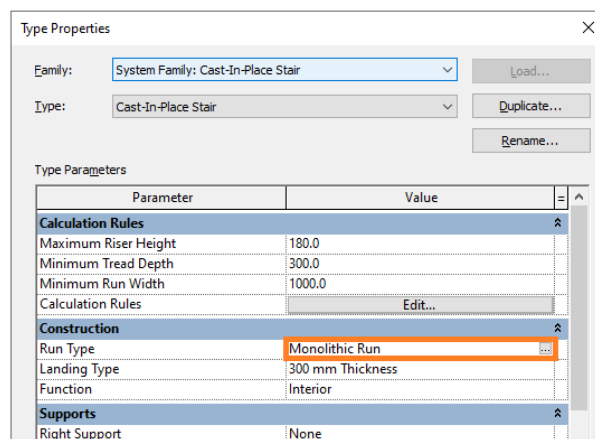 Type Properties
Family: System Family: Cast-In-Place Stair Load...
Type: Cast-In-Place Stair Duplicate...
Rename...
Type Parameters
Parameter Value =
Calculation Rules
Maximum Riser Height 180.0
Minimum Tread Depth 300.0
Minimum Run Width 1000.0
Calculation Rules Edit...
Construction
Run Type Monolithic Run ...
Landing Type 300 mm Thickness
Function Interior
Supports
Right Support None